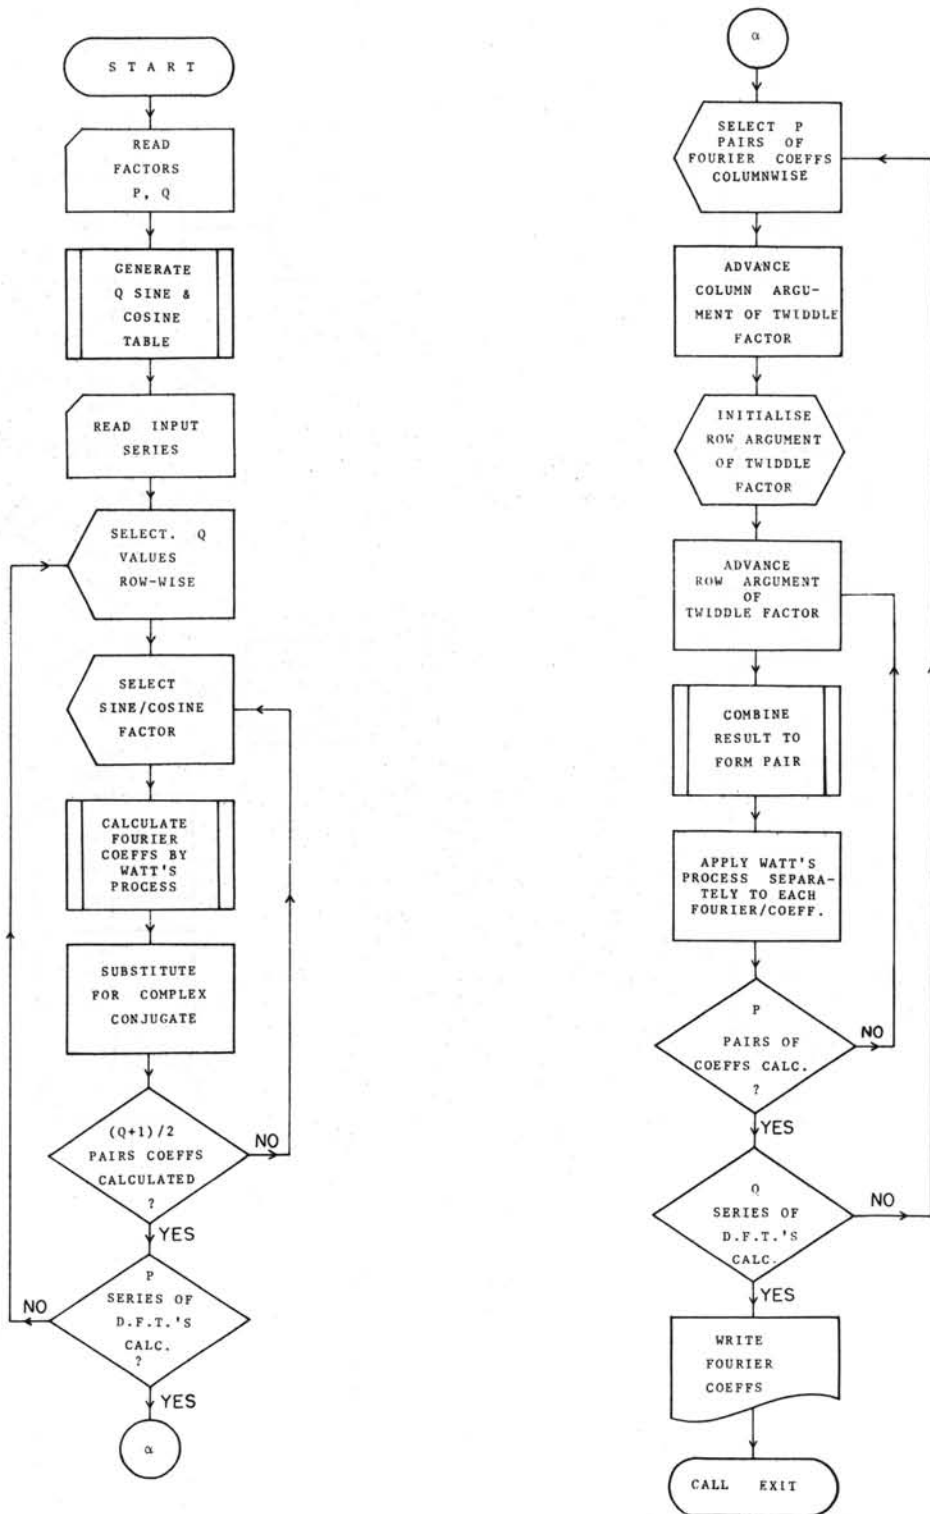 S T A R T
READ
FACTORS
P, Q
GENERATE
Q SINE &
COSINE
TABLE
READ INPUT
SERIES
SELECT. Q
VALUES
ROW-WISE
SELECT
SINE/COSINE
FACTOR
CALCULATE
FOURIER
COEFFS BY
WATT'S
PROCESS
SUBSTITUTE
FOR COMPLEX
CONJUGATE
(Q+1)/2
PAIRS COEFFS
CALCULATED
?
NO
YES
P
SERIES OF
D.F.T.'S
CALC.
?
NO
YES
α
α
SELECT P
PAIRS OF
FOURIER COEFFS
COLUMNWISE
ADVANCE
COLUMN ARGU-
MENT OF TWIDDLE
FACTOR
INITIALISE
ROW ARGUMENT
OF TWIDDLE
FACTOR
ADVANCE
ROW ARGUMENT
OF
TWIDDLE FACTOR
COMBINE
RESULT TO
FORM PAIR
APPLY WATT'S
PROCESS SEPARA-
TELY TO EACH
FOURIER/COEFF.
P
PAIRS OF
COEFFS CALC.
?
NO
YES
Q
SERIES OF
D.F.T.'S
CALC.
NO
YES
WRITE
FOURIER
COEFFS
CALL EXIT